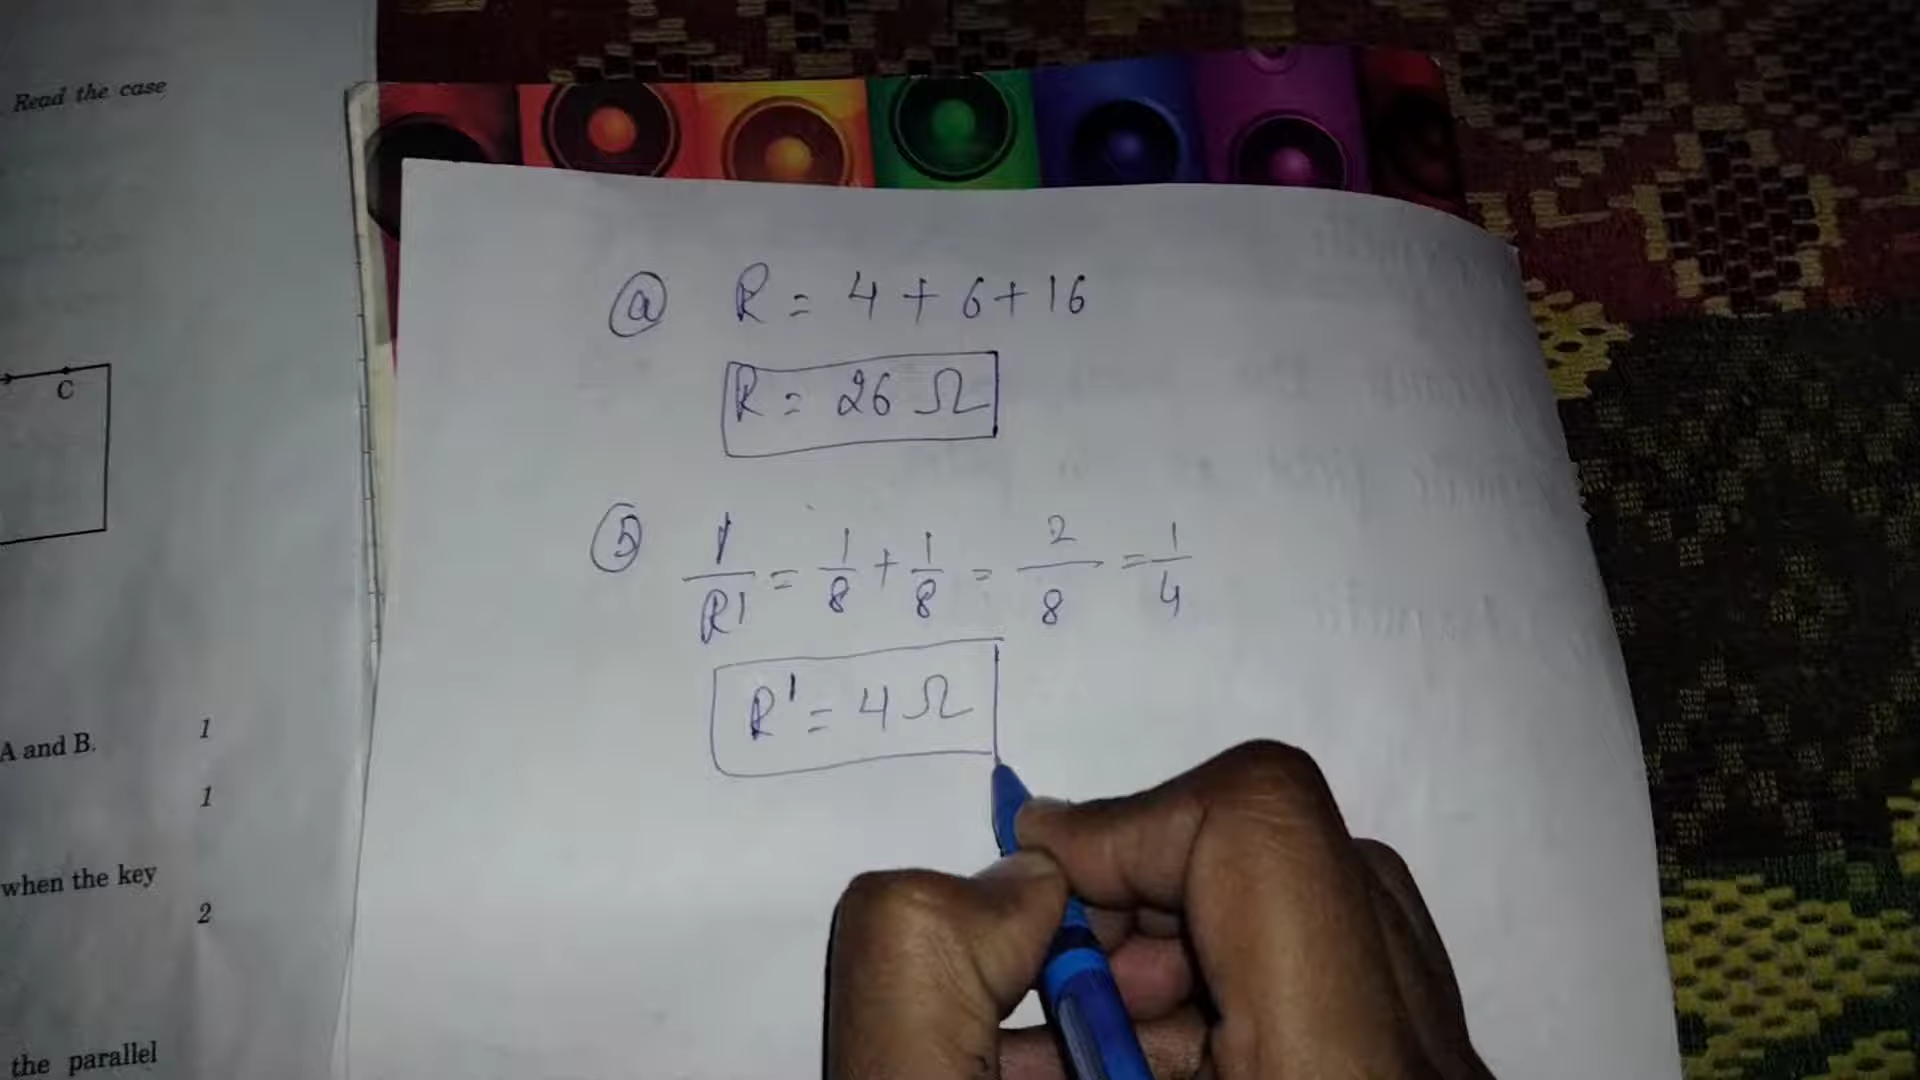 Read the case
C
A and B. 1
1
when the key
2
the parallel
ⓐ R = 4 + 6 + 16
R = 26 Ω
ⓑ 1/R' = 1/8 + 1/8 = 2/8 = 1/4
R' = 4 Ω